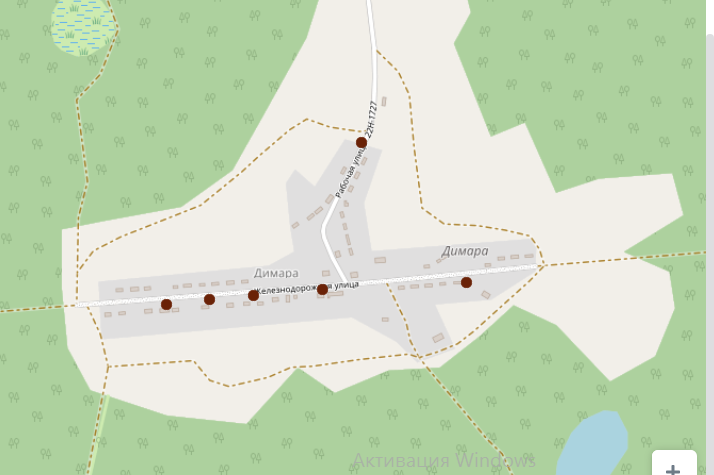 22Н-1727
Рабочая улица
Димара
Димара
Железнодорожная улица
Активация Windows
+